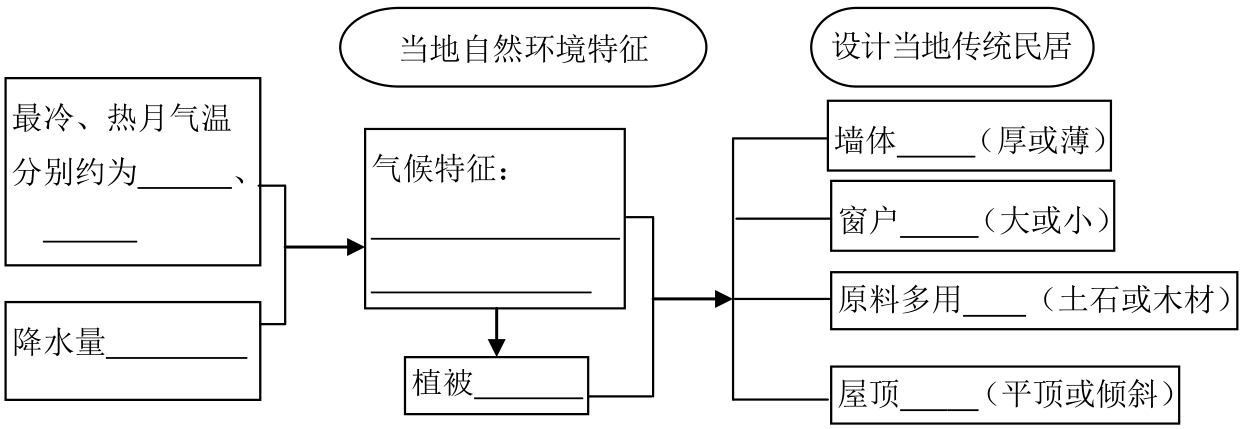 当地自然环境特征
设计当地传统民居
最冷、热月气温
分别约为______、
______
降水量_________
气候特征：
________________
______________
植被_______
墙体_____（厚或薄）
窗户_____（大或小）
原料多用____（土石或木材）
屋顶_____（平顶或倾斜）